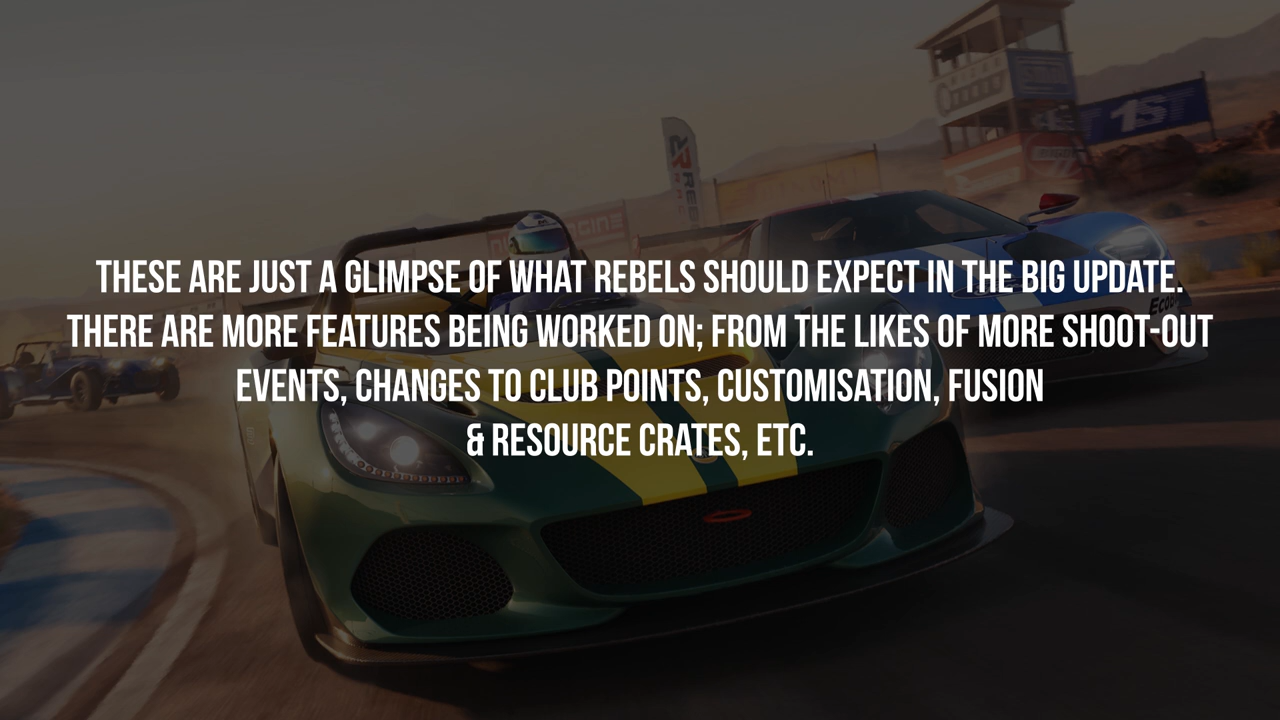 THESE ARE JUST A GLIMPSE OF WHAT REBELS SHOULD EXPECT IN THE BIG UPDATE.
THERE ARE MORE FEATURES BEING WORKED ON; FROM THE LIKES OF MORE SHOOT-OUT
EVENTS, CHANGES TO CLUB POINTS, CUSTOMISATION, FUSION
& RESOURCE CRATES, ETC.
1ST